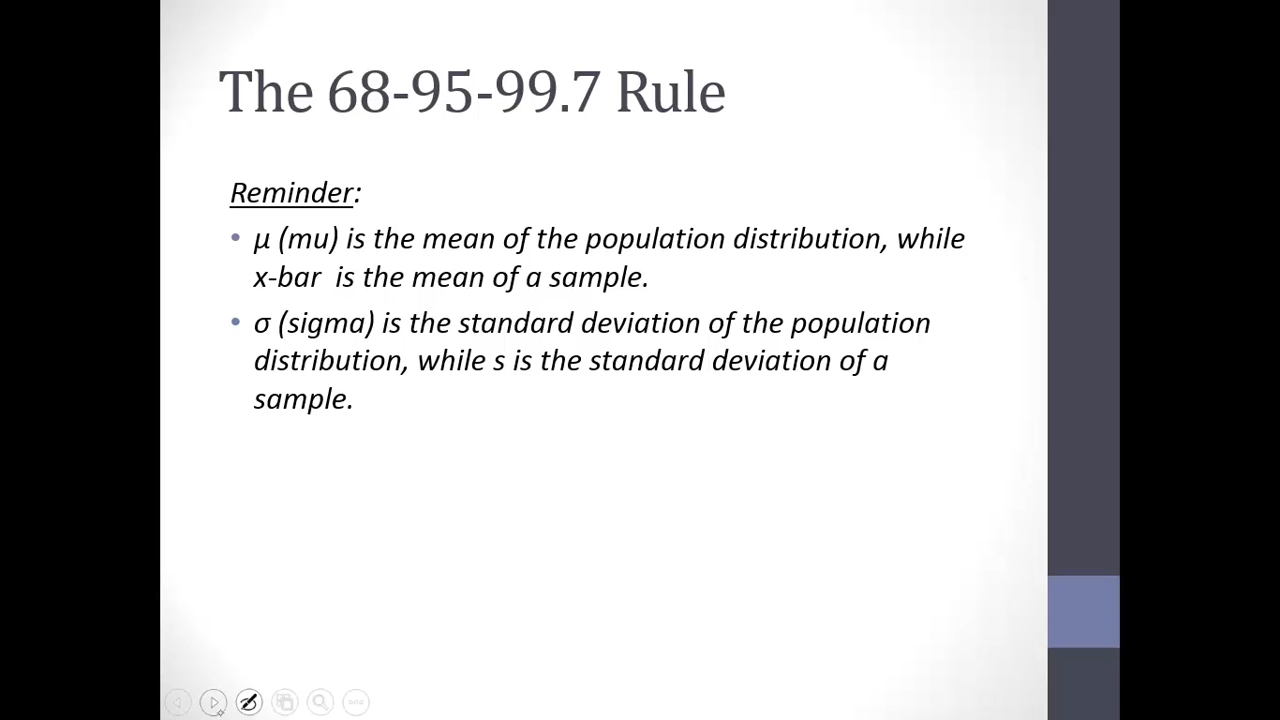 The 68-95-99.7 Rule
Reminder:
• μ (mu) is the mean of the population distribution, while
x-bar  is the mean of a sample.
• σ (sigma) is the standard deviation of the population
distribution, while s is the standard deviation of a
sample.